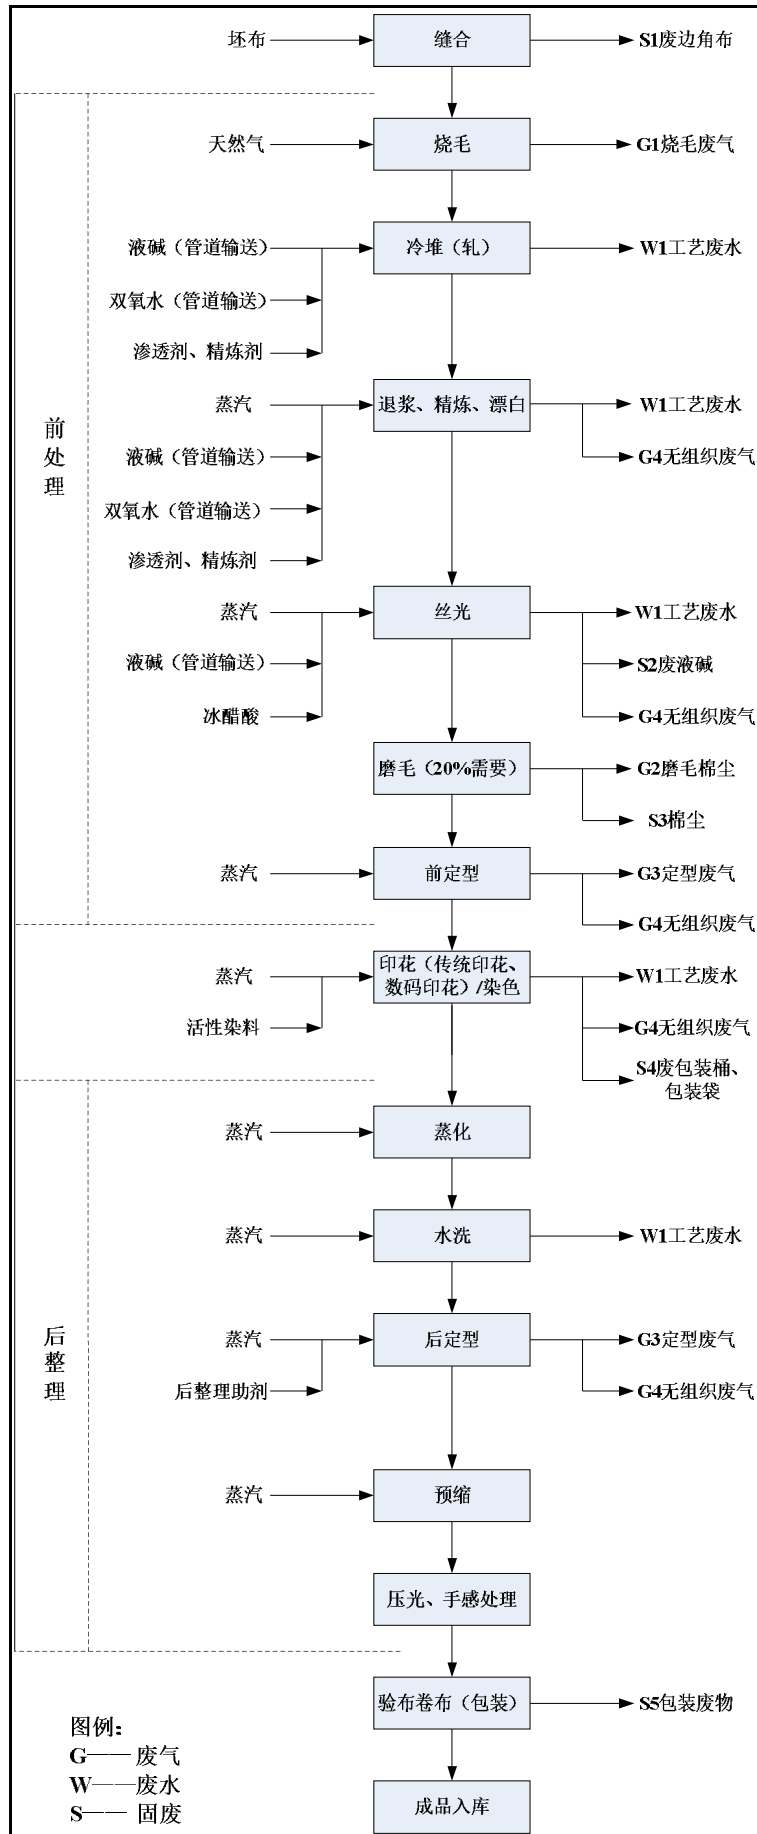 坯布
缝合
S1废边角布
天然气
烧毛
G1烧毛废气
液碱（管道输送）
冷堆（轧）
W1工艺废水
双氧水（管道输送）
渗透剂、精炼剂
蒸汽
退浆、精炼、漂白
W1工艺废水
前
处
理
液碱（管道输送）
G4无组织废气
双氧水（管道输送）
渗透剂、精炼剂
蒸汽
丝光
W1工艺废水
液碱（管道输送）
S2废液碱
冰醋酸
G4无组织废气
磨毛（20%需要）
G2磨毛棉尘
S3棉尘
蒸汽
前定型
G3定型废气
G4无组织废气
蒸汽
印花（传统印花、
数码印花）/染色
W1工艺废水
活性染料
G4无组织废气
S4废包装桶、
包装袋
蒸汽
蒸化
蒸汽
水洗
W1工艺废水
后
整
理
蒸汽
后定型
G3定型废气
后整理助剂
G4无组织废气
蒸汽
预缩
压光、手感处理
验布卷布（包装）
S5包装废物
成品入库
图例：
G—— 废气
W——废水
S—— 固废